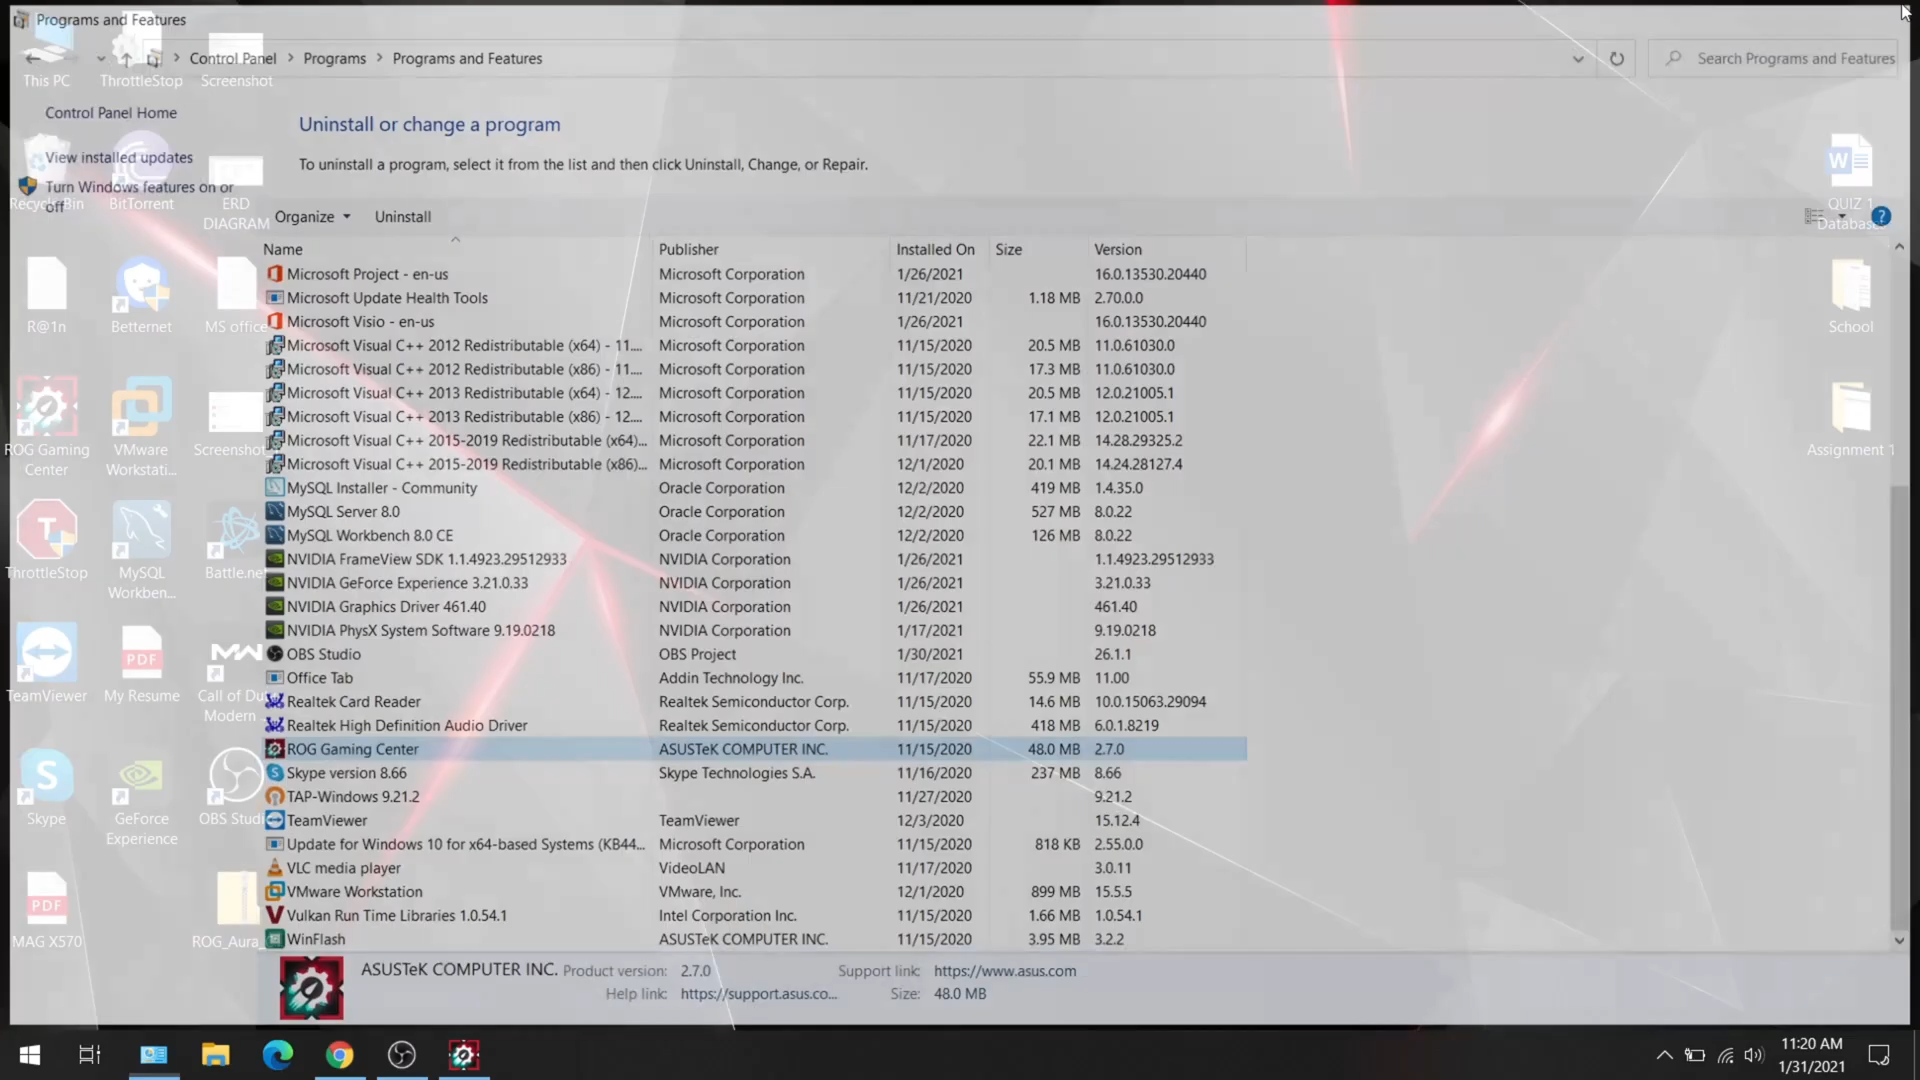 Programs and Features
Control Panel > Programs > Programs and Features
Search Programs and Features
This PC
ThrottleStop
Screenshot
Control Panel Home
View installed updates
Turn Windows features on or off
Uninstall or change a program
To uninstall a program, select it from the list and then click Uninstall, Change, or Repair.
Organize
Uninstall
Recycle Bin
BitTorrent
ERD DIAGRAM
R@1n
Betternet
MS office
ROG Gaming Center
VMware Workstati...
Screenshot
ThrottleStop
MySQL Workben...
Battle.net
TeamViewer
PDF
My Resume
Call of Du
Modern
Skype
GeForce Experience
OBS Studi
PDF
MAG X570
ROG_Aura_
Name Publisher Installed On Size Version
Microsoft Project - en-us Microsoft Corporation 1/26/2021 16.0.13530.20440
Microsoft Update Health Tools Microsoft Corporation 11/21/2020 1.18 MB 2.70.0.0
Microsoft Visio - en-us Microsoft Corporation 1/26/2021 16.0.13530.20440
Microsoft Visual C++ 2012 Redistributable (x64) - 11.... Microsoft Corporation 11/15/2020 20.5 MB 11.0.61030.0
Microsoft Visual C++ 2012 Redistributable (x86) - 11.... Microsoft Corporation 11/15/2020 17.3 MB 11.0.61030.0
Microsoft Visual C++ 2013 Redistributable (x64) - 12.... Microsoft Corporation 11/15/2020 20.5 MB 12.0.21005.1
Microsoft Visual C++ 2013 Redistributable (x86) - 12.... Microsoft Corporation 11/15/2020 17.1 MB 12.0.21005.1
Microsoft Visual C++ 2015-2019 Redistributable (x64)... Microsoft Corporation 11/17/2020 22.1 MB 14.28.29325.2
Microsoft Visual C++ 2015-2019 Redistributable (x86)... Microsoft Corporation 12/1/2020 20.1 MB 14.24.28127.4
MySQL Installer - Community Oracle Corporation 12/2/2020 419 MB 1.4.35.0
MySQL Server 8.0 Oracle Corporation 12/2/2020 527 MB 8.0.22
MySQL Workbench 8.0 CE Oracle Corporation 12/2/2020 126 MB 8.0.22
NVIDIA FrameView SDK 1.1.4923.29512933 NVIDIA Corporation 1/26/2021 1.1.4923.29512933
NVIDIA GeForce Experience 3.21.0.33 NVIDIA Corporation 1/26/2021 3.21.0.33
NVIDIA Graphics Driver 461.40 NVIDIA Corporation 1/26/2021 461.40
NVIDIA PhysX System Software 9.19.0218 NVIDIA Corporation 1/17/2021 9.19.0218
OBS Studio OBS Project 1/30/2021 26.1.1
Office Tab Addin Technology Inc. 11/17/2020 55.9 MB 11.00
Realtek Card Reader Realtek Semiconductor Corp. 11/15/2020 14.6 MB 10.0.15063.29094
Realtek High Definition Audio Driver Realtek Semiconductor Corp. 11/15/2020 418 MB 6.0.1.8219
ROG Gaming Center ASUSTeK COMPUTER INC. 11/15/2020 48.0 MB 2.7.0
Skype version 8.66 Skype Technologies S.A. 11/16/2020 237 MB 8.66
TAP-Windows 9.21.2 11/27/2020 9.21.2
TeamViewer TeamViewer 12/3/2020 15.12.4
Update for Windows 10 for x64-based Systems (KB44... Microsoft Corporation 11/15/2020 818 KB 2.55.0.0
VLC media player VideoLAN 11/17/2020 3.0.11
VMware Workstation VMware, Inc. 12/1/2020 899 MB 15.5.5
Vulkan Run Time Libraries 1.0.54.1 Intel Corporation Inc. 11/15/2020 1.66 MB 1.0.54.1
WinFlash ASUSTeK COMPUTER INC. 11/15/2020 3.95 MB 3.2.2
QUIZ 1
Database
School
Assignment 1
ASUSTeK COMPUTER INC. Product version: 2.7.0 Support link: https://www.asus.com
Help link: https://support.asus.co... Size: 48.0 MB
11:20 AM
1/31/2021